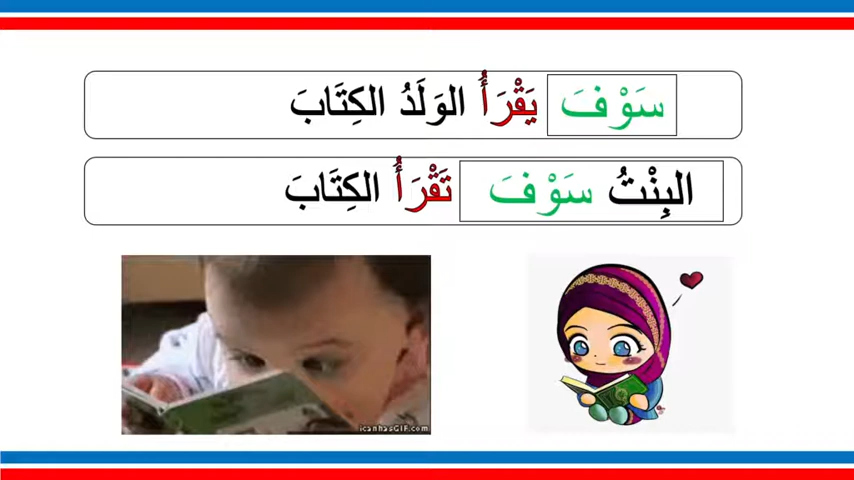 سَوْفَ يَقْرَأُ الوَلَدُ الكِتَابَ
البِنْتُ سَوْفَ تَقْرَأُ الكِتَابَ
icanhasGIF.com